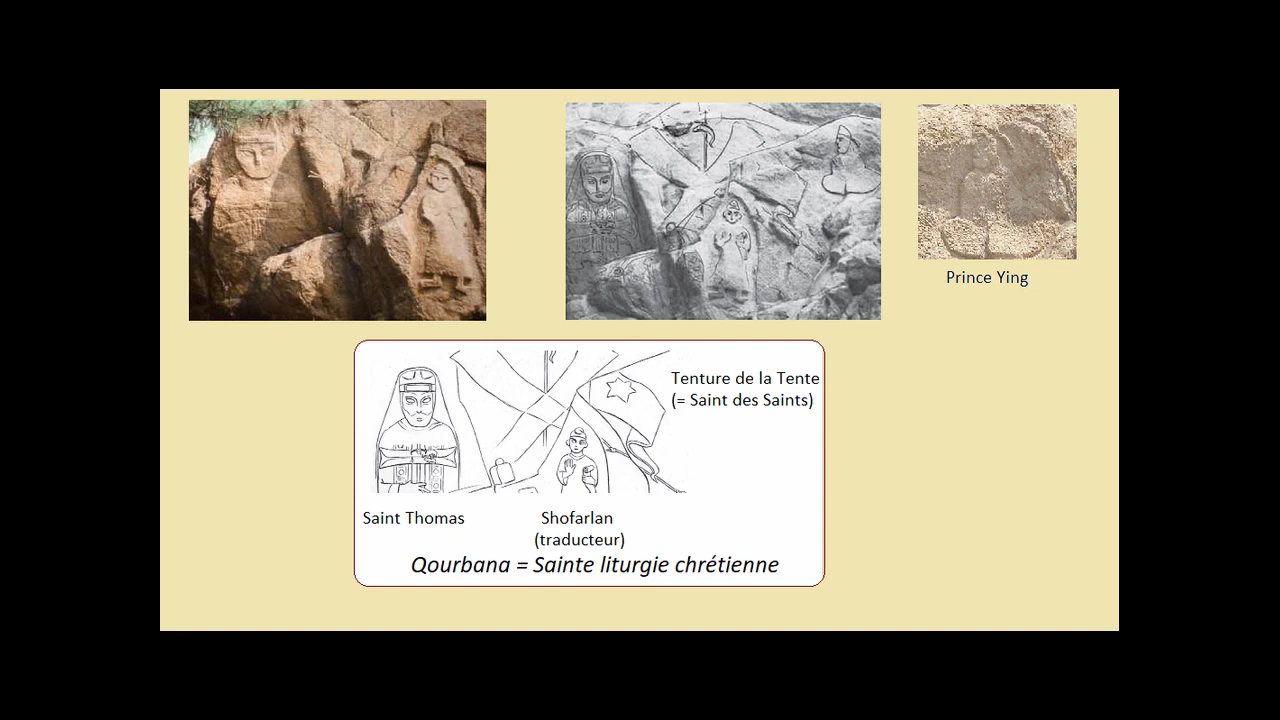 Prince Ying
Tenture de la Tente
(= Saint des Saints)
Saint Thomas
Shofarlan
(traducteur)
Qourbana = Sainte liturgie chrétienne